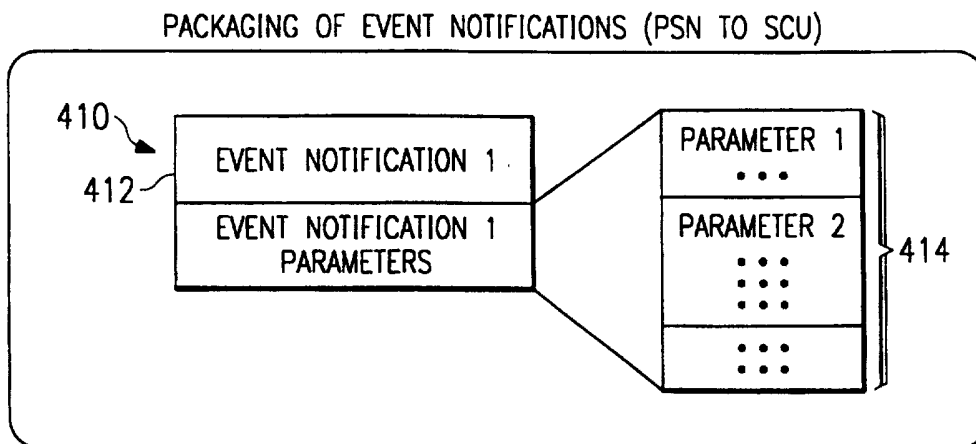 PACKAGING OF EVENT NOTIFICATIONS (PSN TO SCU)
410
412
EVENT NOTIFICATION 1
EVENT NOTIFICATION 1
PARAMETERS
PARAMETER 1
PARAMETER 2
414